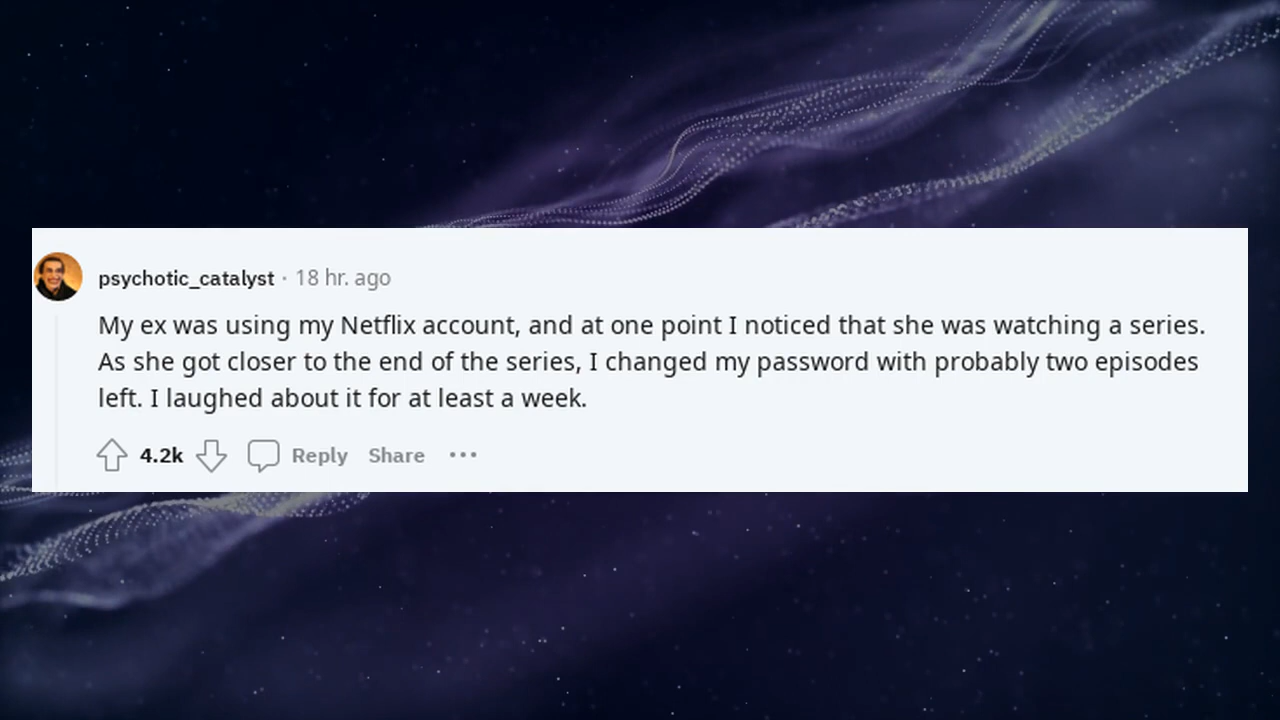 psychotic_catalyst · 18 hr. ago
My ex was using my Netflix account, and at one point I noticed that she was watching a series.
As she got closer to the end of the series, I changed my password with probably two episodes
left. I laughed about it for at least a week.
4.2k Reply Share •••